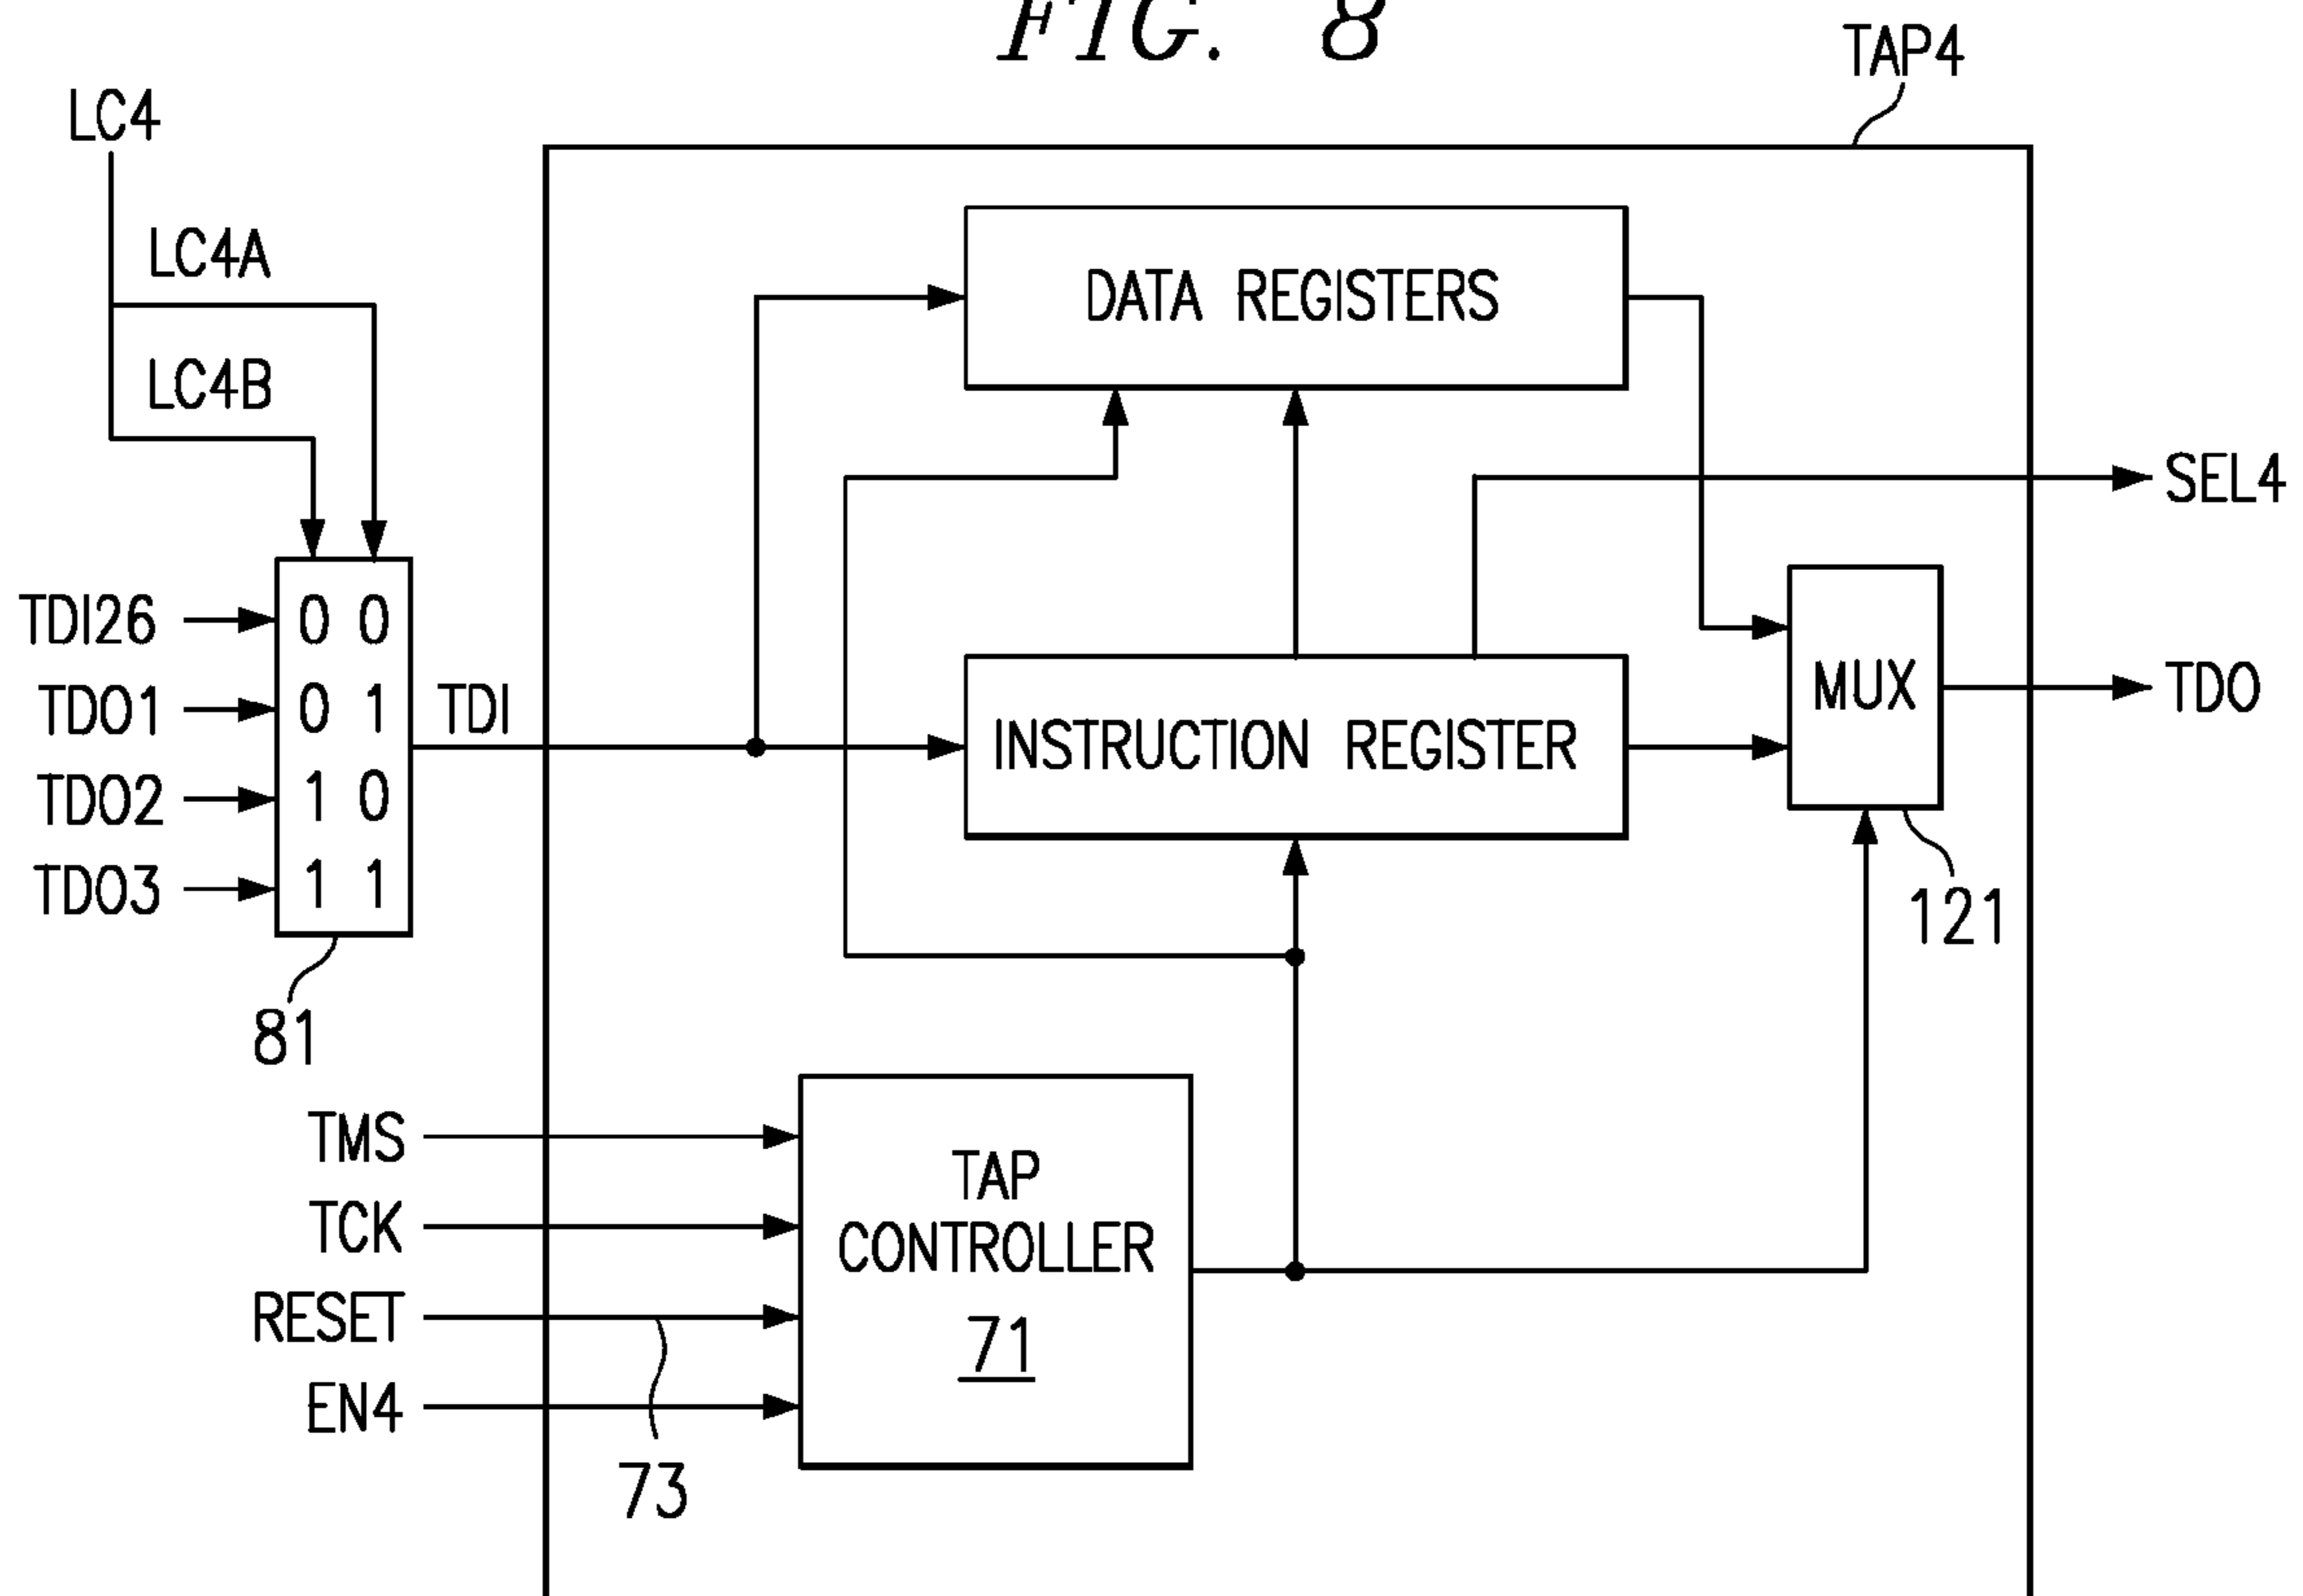 FIG. 8
TAP4
LC4
LC4A
LC4B
DATA REGISTERS
SEL4
TDI26
0 0
TDO1
0 1
TDI
TDO2
1 0
TDO3
1 1
81
INSTRUCTION REGISTER
MUX
TDO
121
TMS
TCK
RESET
EN4
73
TAP
CONTROLLER
71